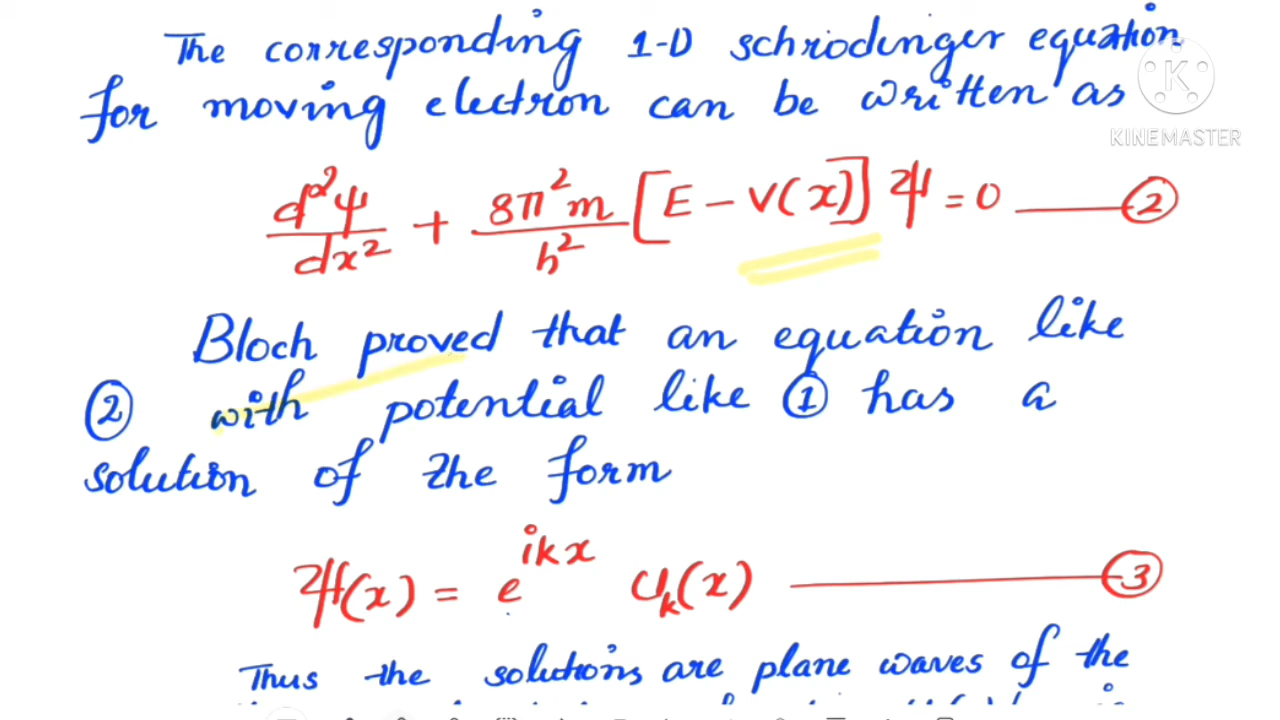 The corresponding 1-D schrodinger equation
for moving electron can be written as
KINEMASTER
d²ψ/dx² + 8π²m/h² [E - V(x)] ψ = 0 ——— ②
Bloch proved that an equation like
② with potential like ① has a
solution of the form
ψ(x) = e^{ikx} U_k(x) ——— ③
Thus the solutions are plane waves of the